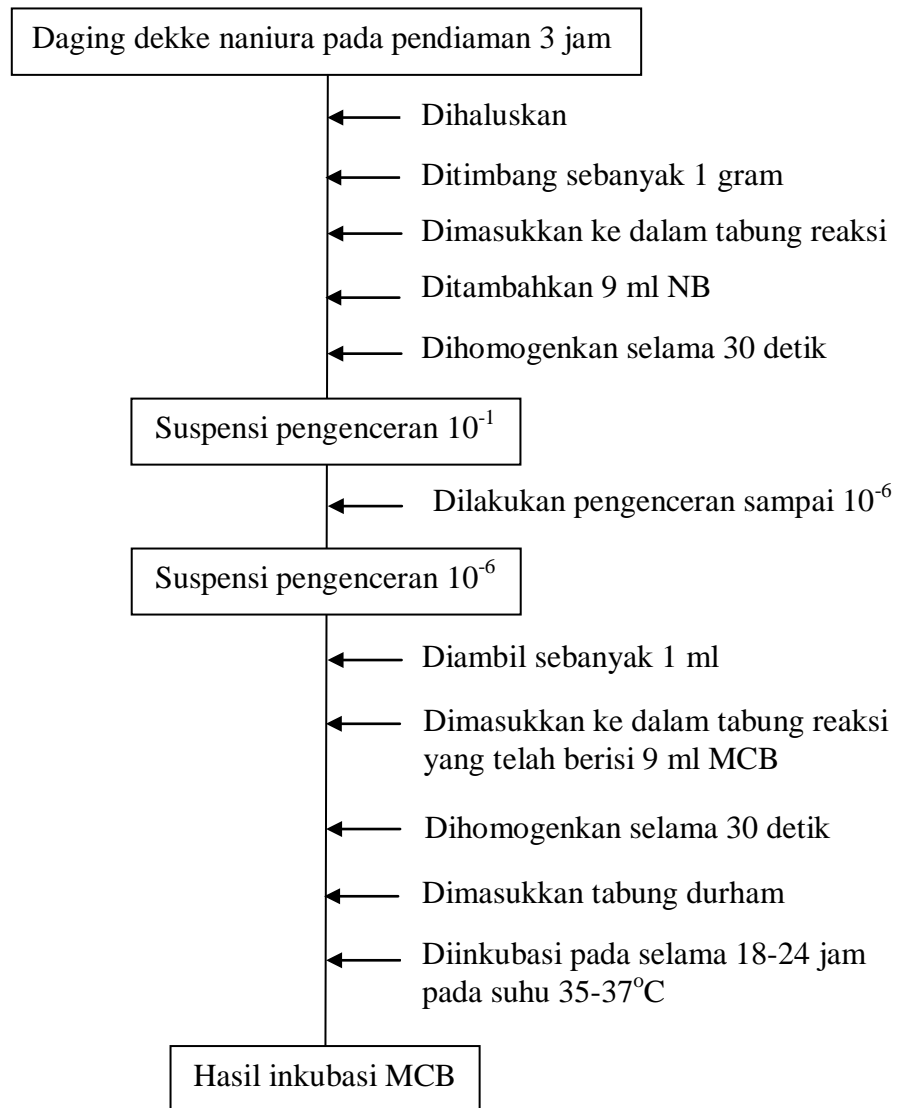 Daging dekke naniura pada pendiaman 3 jam
Dihaluskan
Ditimbang sebanyak 1 gram
Dimasukkan ke dalam tabung reaksi
Ditambahkan 9 ml NB
Dihomogenkan selama 30 detik
Suspensi pengenceran 10⁻¹
Dilakukan pengenceran sampai 10⁻⁶
Suspensi pengenceran 10⁻⁶
Diambil sebanyak 1 ml
Dimasukkan ke dalam tabung reaksi
yang telah berisi 9 ml MCB
Dihomogenkan selama 30 detik
Dimasukkan tabung durham
Diinkubasi pada selama 18-24 jam
pada suhu 35-37°C
Hasil inkubasi MCB